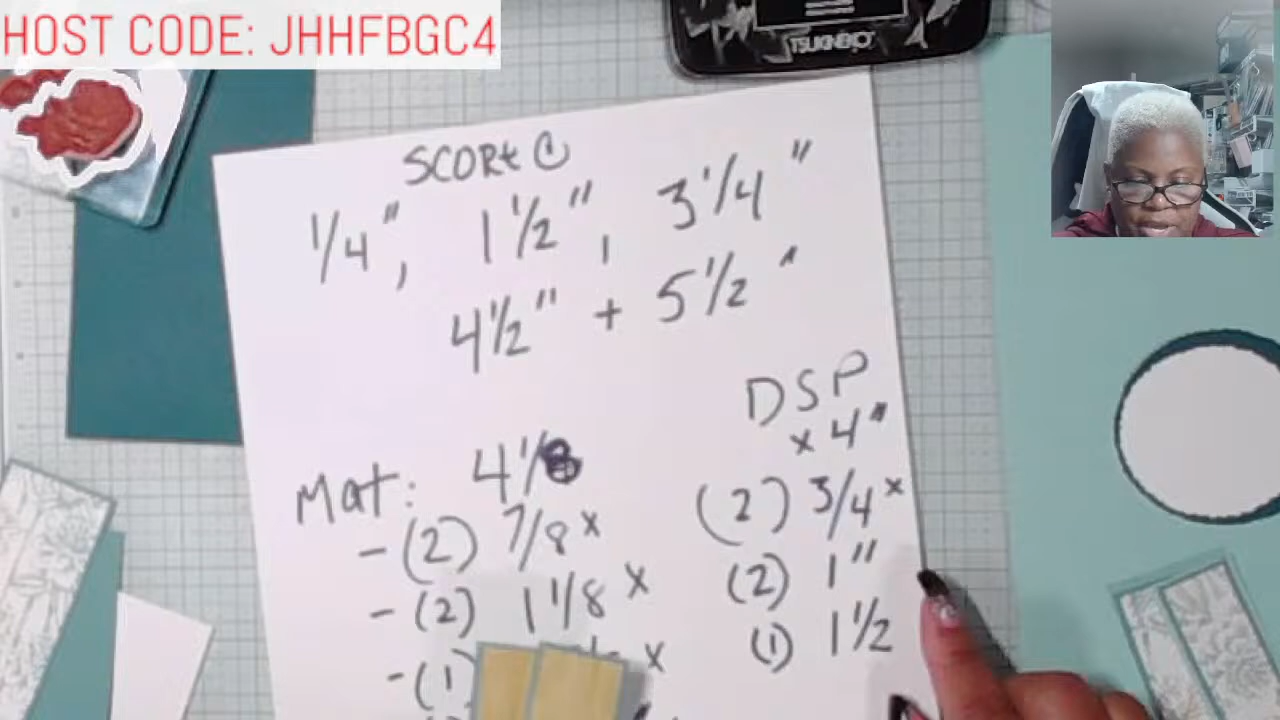 HOST CODE: JHHFBGC4
TSUKINEKO
SCORE @
1/4", 1 1/2", 3 1/4"
4 1/2" + 5 1/2"
DSP
x 4"
Mat: 4 1/8
- (2) 7/8 x
(2) 3/4 x
- (2) 1 1/8 x
(2) 1"
- (1) x
(1) 1 1/2